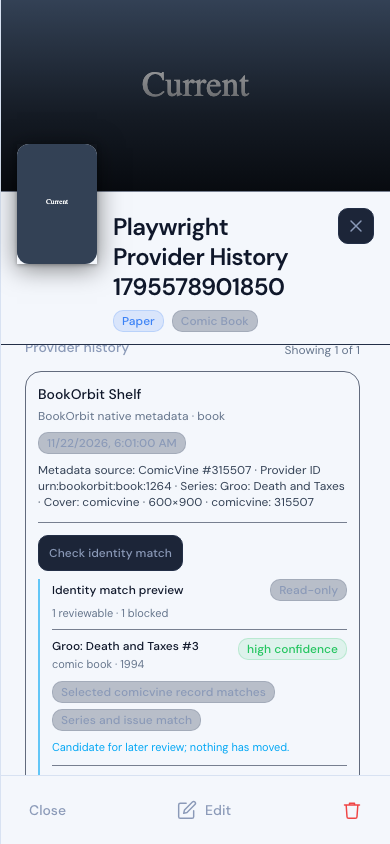 Current
Current
Playwright
Provider History
1795578901850
Paper
Comic Book
Provider history
Showing 1 of 1
BookOrbit Shelf
BookOrbit native metadata · book
11/22/2026, 6:01:00 AM
Metadata source: ComicVine #315507 · Provider ID
urn:bookorbit:book:1264 · Series: Groo: Death and Taxes
· Cover: comicvine · 600×900 · comicvine: 315507
Check identity match
Identity match preview
Read-only
1 reviewable · 1 blocked
Groo: Death and Taxes #3
high confidence
comic book · 1994
Selected comicvine record matches
Series and issue match
Candidate for later review; nothing has moved.
Close
Edit